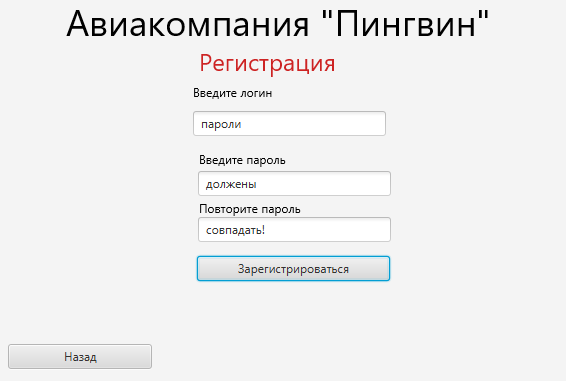 Авиакомпания "Пингвин"
Регистрация
Введите логин
пароли
Введите пароль
должены
Повторите пароль
совпадать!
Зарегистрироваться
Назад